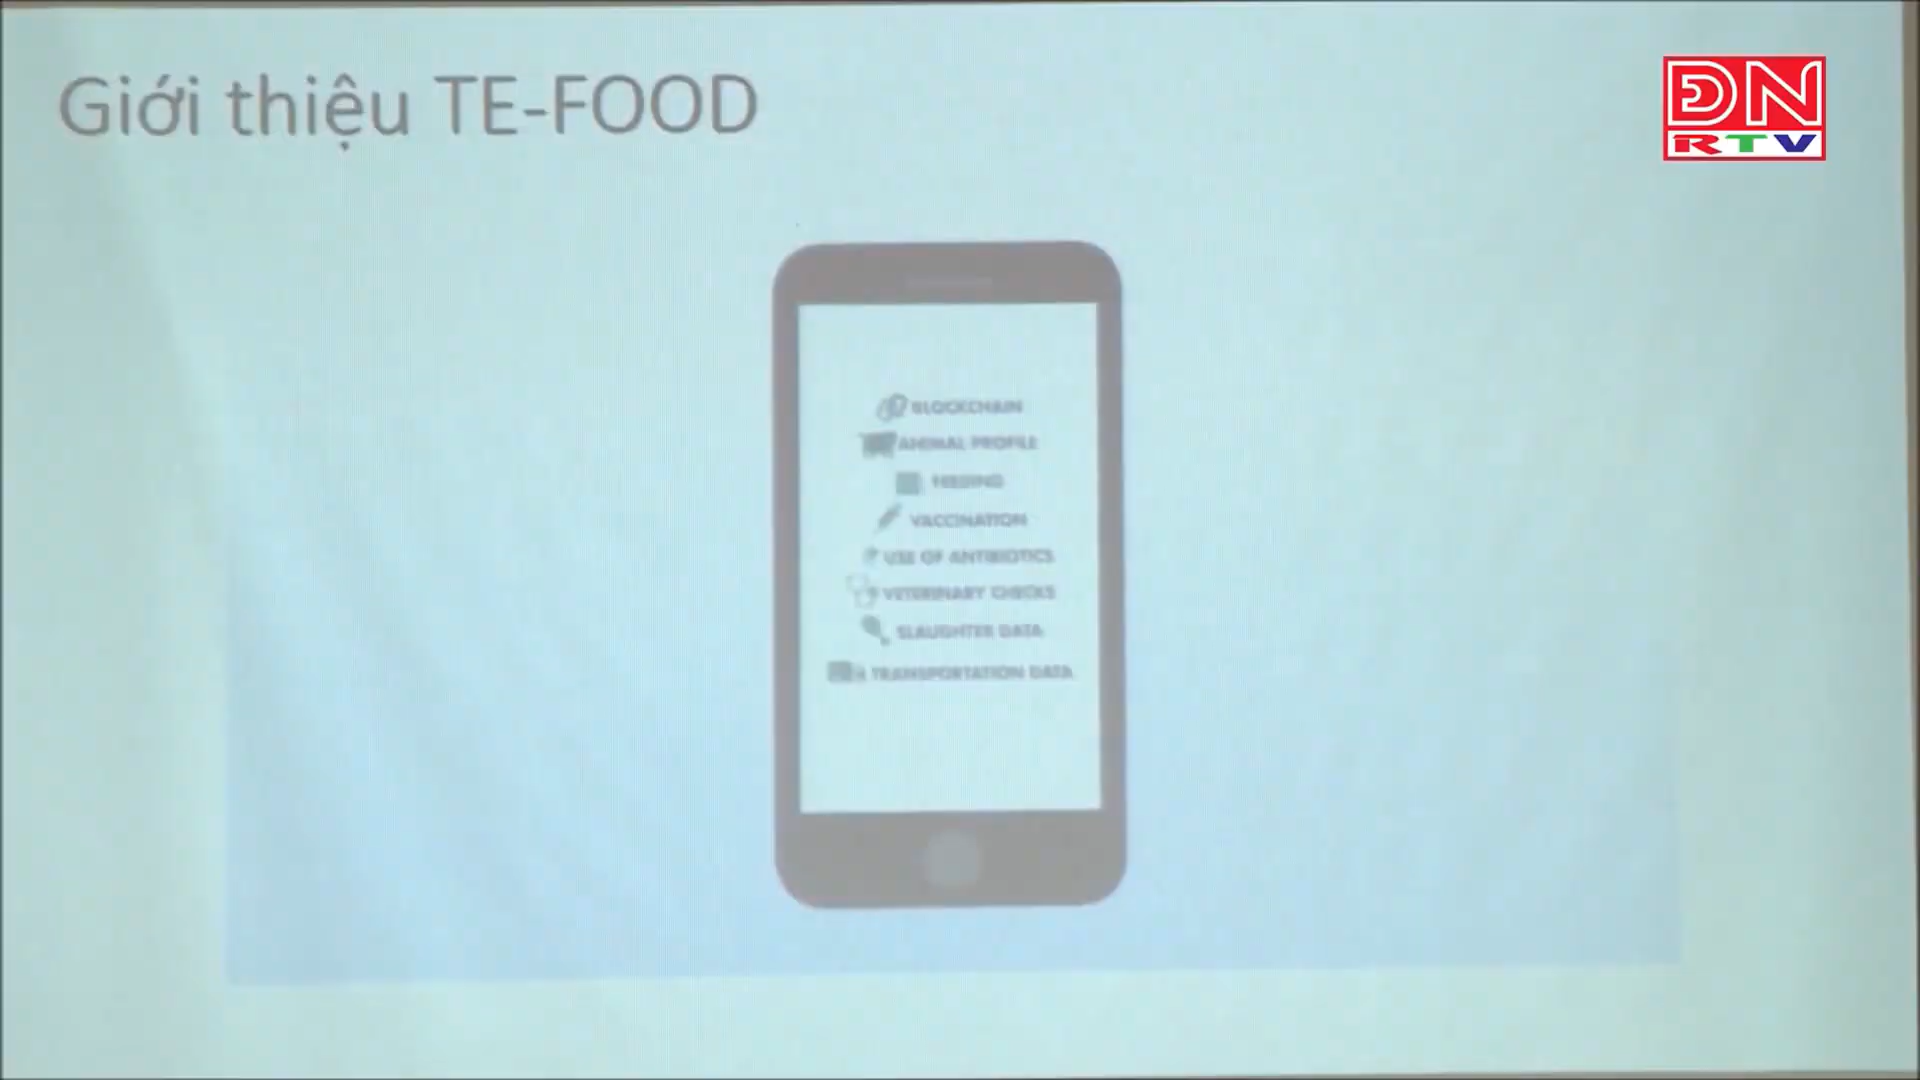 Giới thiệu TE-FOOD
ĐN
RTV
BLOCKCHAIN
ANIMAL PROFILE
FEEDING
VACCINATION
USE OF ANTIBIOTICS
VETERINARY CHECKS
SLAUGHTER DATA
TRANSPORTATION DATA